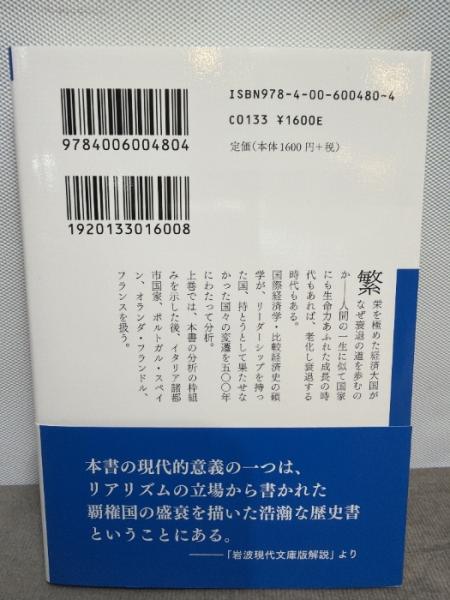 ISBN978-4-00-600480-4
C0133 ¥1600E
定価(本体1600円+税)
9784006004804
1920133016008
繁栄を極めた経済大国が
なぜ衰退の道を歩むの
か――人間の一生に似て国家
にも生命力あふれた成長の時
代もあれば、老化し衰退する
時代もある。
国際経済学・比較経済史の碩
学が、リーダーシップを持っ
た国、持とうとして果たせな
かった国々の変遷を五〇〇年
にわたって分析。
上巻では、本書の分析の枠組
みを示した後、イタリア諸都
市国家、ポルトガル・スペイ
ン、オランダ・フランドル、
フランスを扱う。
本書の現代的意義の一つは、
リアリズムの立場から書かれた
覇権国の盛衰を描いた浩瀚な歴史書
ということにある。
――「岩波現代文庫版解説」より